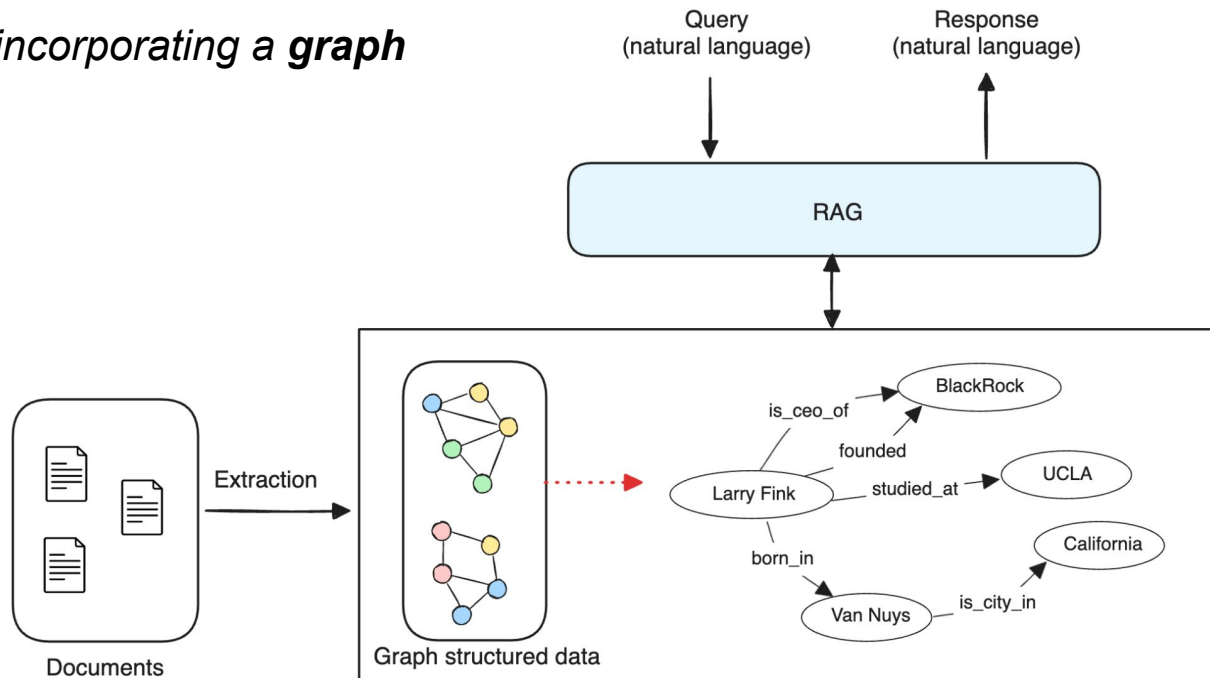 incorporating a graph
Query
(natural language)
Response
(natural language)
RAG
BlackRock
is_ceo_of
founded
Larry Fink
studied_at
UCLA
California
born_in
Van Nuys
is_city_in
Extraction
Documents
Graph structured data